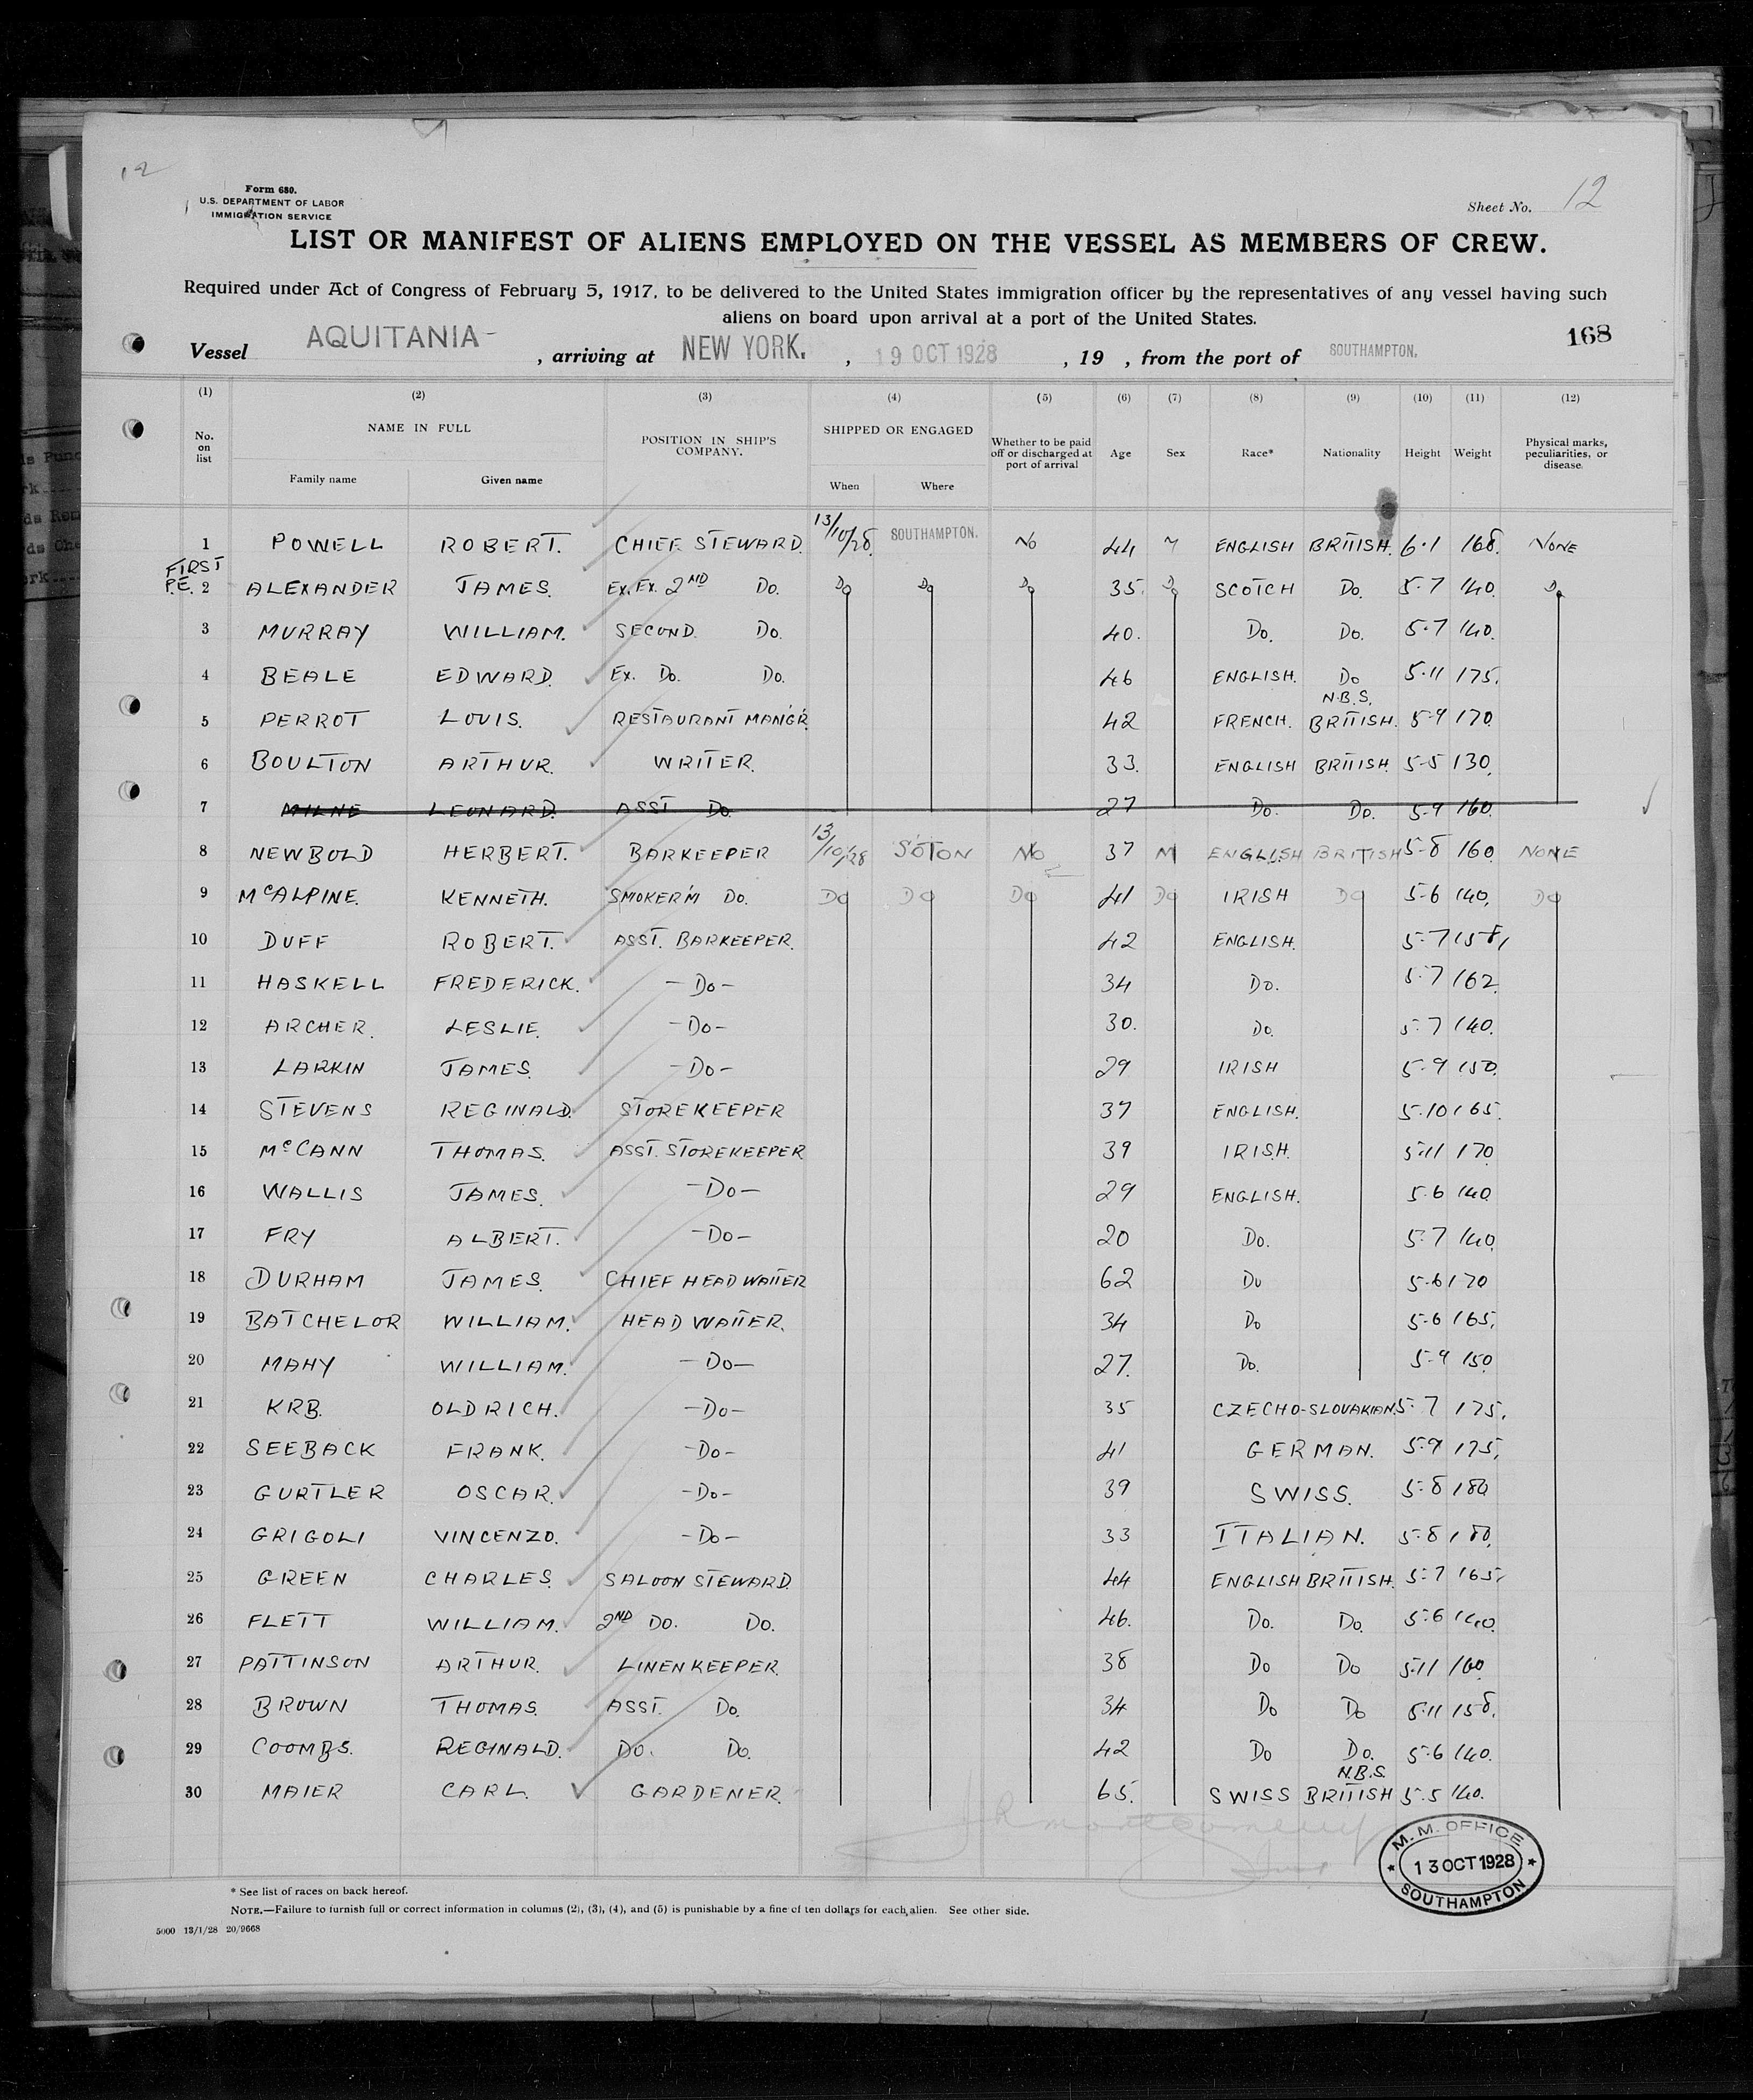 12
Form 680.
U.S. DEPARTMENT OF LABOR
IMMIGRATION SERVICE
Sheet No. 12
LIST OR MANIFEST OF ALIENS EMPLOYED ON THE VESSEL AS MEMBERS OF CREW.
Required under Act of Congress of February 5, 1917, to be delivered to the United States immigration officer by the representatives of any vessel having such
aliens on board upon arrival at a port of the United States.
168
Vessel AQUITANIA- , arriving at NEW YORK. , 19 OCT 1928 , 19 , from the port of SOUTHAMPTON.
(1) (2) (3) (4) (5) (6) (7) (8) (9) (10) (11) (12)
No. on list NAME IN FULL POSITION IN SHIP'S COMPANY. SHIPPED OR ENGAGED Whether to be paid off or discharged at port of arrival Age Sex Race* Nationality Height Weight Physical marks, peculiarities, or disease.
Family name Given name When Where
1 POWELL ROBERT. CHIEF STEWARD. 13/10/28. SOUTHAMPTON. No 44 M ENGLISH BRITISH. 6.1 168. NONE
FIRST
P.E. 2 ALEXANDER JAMES. Ex. Ex. 2ND Do. Do Do Do 35. Do SCOTCH Do. 5.7 140. Do
3 MURRAY WILLIAM. SECOND. Do. 40. Do. Do. 5.7 140.
4 BEALE EDWARD. Ex. Do. Do. 46 ENGLISH. Do 5.11 175.
N.B.S.
5 PERROT LOUIS. RESTAURANT MAN'G'R. 42 FRENCH. BRITISH. 5.9 170.
6 BOULTON ARTHUR. WRITER. 33. ENGLISH BRITISH. 5-5 130.
7 MILNE LEONARD. ASST Do. 27 Do. Do. 5.9 160.
8 NEWBOLD HERBERT. BARKEEPER 13/10/28 S'OTON NO 37 M ENGLISH BRITISH 5-8 160. NONE
9 McALPINE. KENNETH. SMOKER'M Do. Do Do Do 41 Do IRISH Do 5-6 140. Do
10 DUFF ROBERT. ASST. BARKEEPER. 42 ENGLISH. 5.7 158.
11 HASKELL FREDERICK. -Do- 34 Do. 5.7 162.
12 ARCHER. LESLIE. -Do- 30. Do. 5.7 140.
13 LARKIN JAMES. -Do- 29 IRISH 5-9 150.
14 STEVENS REGINALD. STOREKEEPER 37 ENGLISH. 5.10 165.
15 McCANN THOMAS. ASST. STOREKEEPER 39 IRISH. 5.11 170
16 WALLIS JAMES. -Do- 29 ENGLISH. 5.6 140
17 FRY ALBERT. -Do- 20 Do. 5.7 140.
18 DURHAM JAMES. CHIEF HEAD WAITER 62 Do 5.6 170
19 BATCHELOR WILLIAM. HEAD WAITER. 34 Do 5-6 165.
20 MAHY WILLIAM. -Do- 27. Do. 5.9 150.
21 KRB. OLDRICH. -Do- 35 CZECHO-SLOVAKIAN. 5.7 175.
22 SEEBACK FRANK. -Do- 41 GERMAN. 5.9 175.
23 GURTLER OSCAR. -Do- 39 SWISS. 5.8 180
24 GRIGOLI VINCENZO. -Do- 33 ITALIAN. 5.8 180.
25 GREEN CHARLES. SALOON STEWARD. 44 ENGLISH BRITISH. 5.7 165.
26 FLETT WILLIAM. 2ND Do. Do. 46. Do. Do. 5.6 140.
27 PATTINSON ARTHUR. LINENKEEPER. 38 Do Do 5.11 160.
28 BROWN THOMAS. ASST. Do. 34 Do Do 5.11 158.
29 COOMBS. REGINALD. Do. Do. 42 Do Do. 5.6 140.
N.B.S.
30 MAIER CARL. GARDENER. 65. SWISS BRITISH 5.5 140.
M.M. OFFICE
13 OCT 1928
SOUTHAMPTON
* See list of races on back hereof.
NOTE.—Failure to furnish full or correct information in columns (2), (3), (4), and (5) is punishable by a fine of ten dollars for each alien. See other side.
5000 13/1/28 20/9668